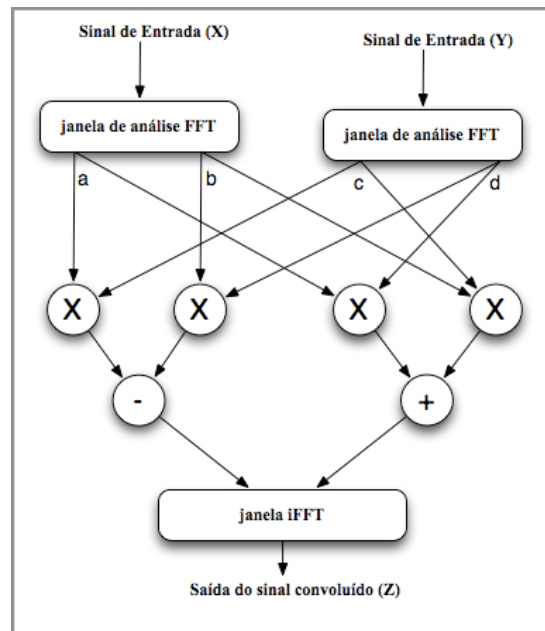 Sinal de Entrada (X)
Sinal de Entrada (Y)
janela de análise FFT
janela de análise FFT
a
b
c
d
X
X
X
X
-
+
janela iFFT
Saída do sinal convoluído (Z)